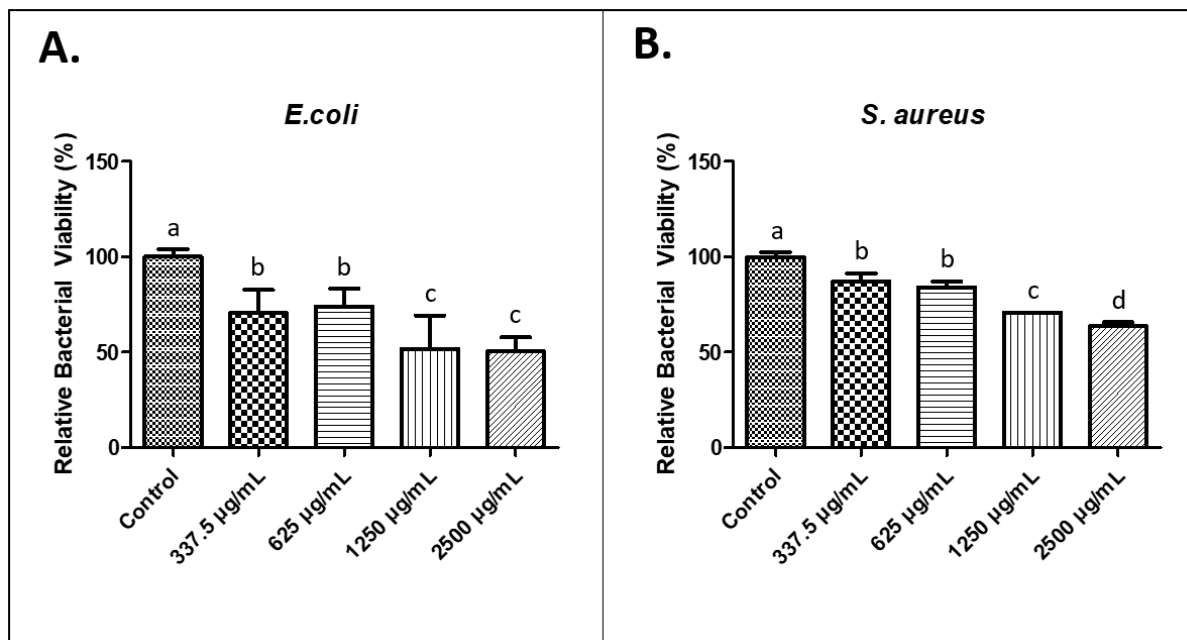 A.
E.coli
Relative Bacterial Viability (%)
150
100
50
0
a
b
b
c
c
Control
337.5 µg/mL
625 µg/mL
1250 µg/mL
2500 µg/mL
B.
S. aureus
Relative Bacterial Viability (%)
150
100
50
0
a
b
b
c
d
Control
337.5 µg/mL
625 µg/mL
1250 µg/mL
2500 µg/mL